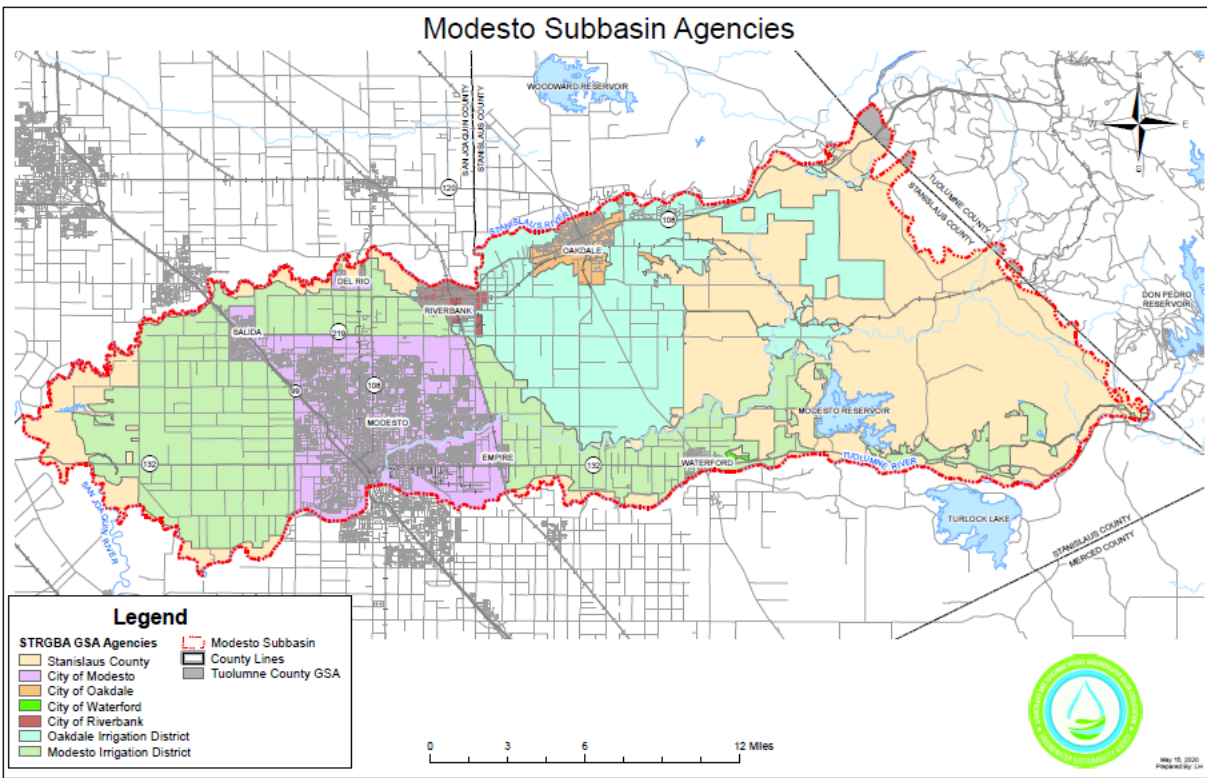 Modesto Subbasin Agencies
WOODWARD RESERVOIR
SAN JOAQUIN COUNTY
STANISLAUS COUNTY
N
W
E
S
120
TUOLUMNE COUNTY
STANISLAUS COUNTY
STANISLAUS RIVER
108
OAKDALE
DEL RIO
DON PEDRO
RESERVOIR
RIVERBANK
SALIDA
219
99
108
MODESTO RESERVOIR
MODESTO
EMPIRE
132
132
WATERFORD
TUOLUMNE RIVER
SAN JOAQUIN RIVER
TURLOCK LAKE
STANISLAUS COUNTY
MERCED COUNTY
Legend
STRGBA GSA Agencies
Stanislaus County
City of Modesto
City of Oakdale
City of Waterford
City of Riverbank
Oakdale Irrigation District
Modesto Irrigation District
Modesto Subbasin
County Lines
Tuolumne County GSA
0 3 6 12 Miles
May 15, 2020
Prepared By: LH